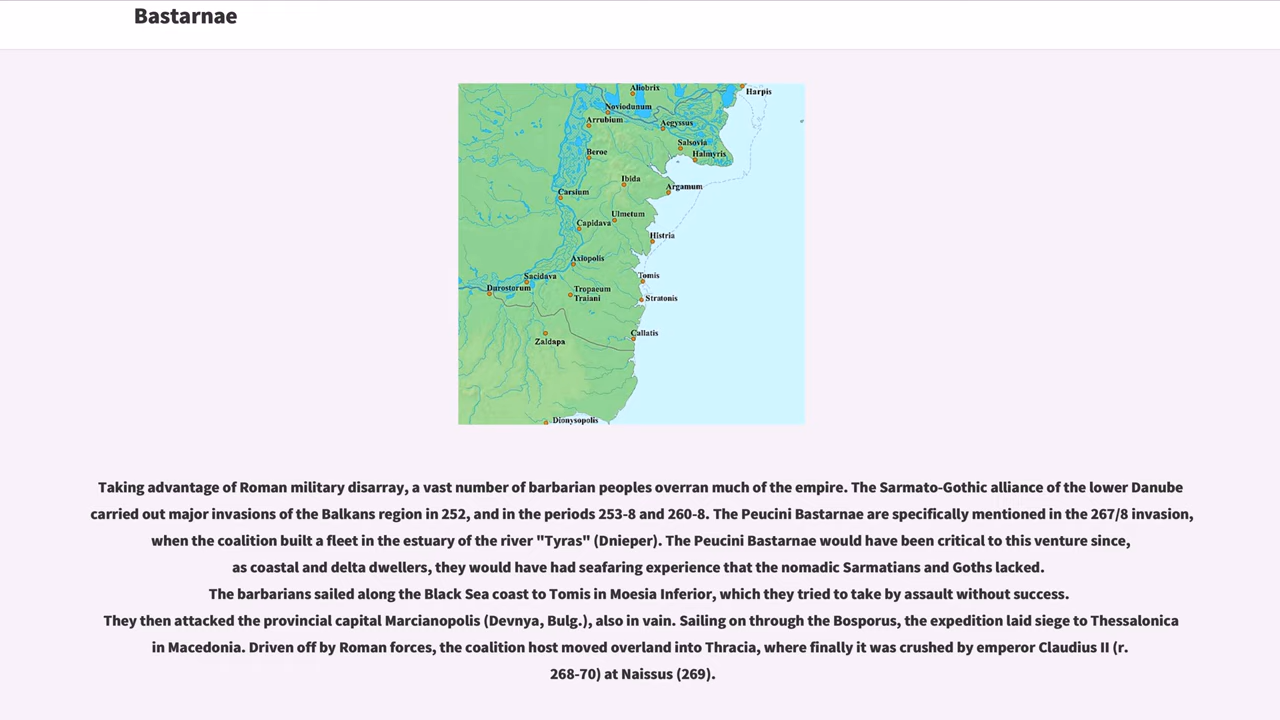 Bastarnae
Aliobrix
Harpis
Noviodunum
Arrubium
Aegyssus
Salsovia
Halmyris
Beroe
Ibida
Argamum
Carsium
Ulmetum
Capidava
Histria
Axiopolis
Tomis
Sacidava
Durostorum
Tropaeum
Traiani
Stratonis
Callatis
Zaldapa
Dionysopolis
Taking advantage of Roman military disarray, a vast number of barbarian peoples overran much of the empire. The Sarmato-Gothic alliance of the lower Danube
carried out major invasions of the Balkans region in 252, and in the periods 253-8 and 260-8. The Peucini Bastarnae are specifically mentioned in the 267/8 invasion,
when the coalition built a fleet in the estuary of the river "Tyras" (Dnieper). The Peucini Bastarnae would have been critical to this venture since,
as coastal and delta dwellers, they would have had seafaring experience that the nomadic Sarmatians and Goths lacked.
The barbarians sailed along the Black Sea coast to Tomis in Moesia Inferior, which they tried to take by assault without success.
They then attacked the provincial capital Marcianopolis (Devnya, Bulg.), also in vain. Sailing on through the Bosporus, the expedition laid siege to Thessalonica
in Macedonia. Driven off by Roman forces, the coalition host moved overland into Thracia, where finally it was crushed by emperor Claudius II (r.
268-70) at Naissus (269).